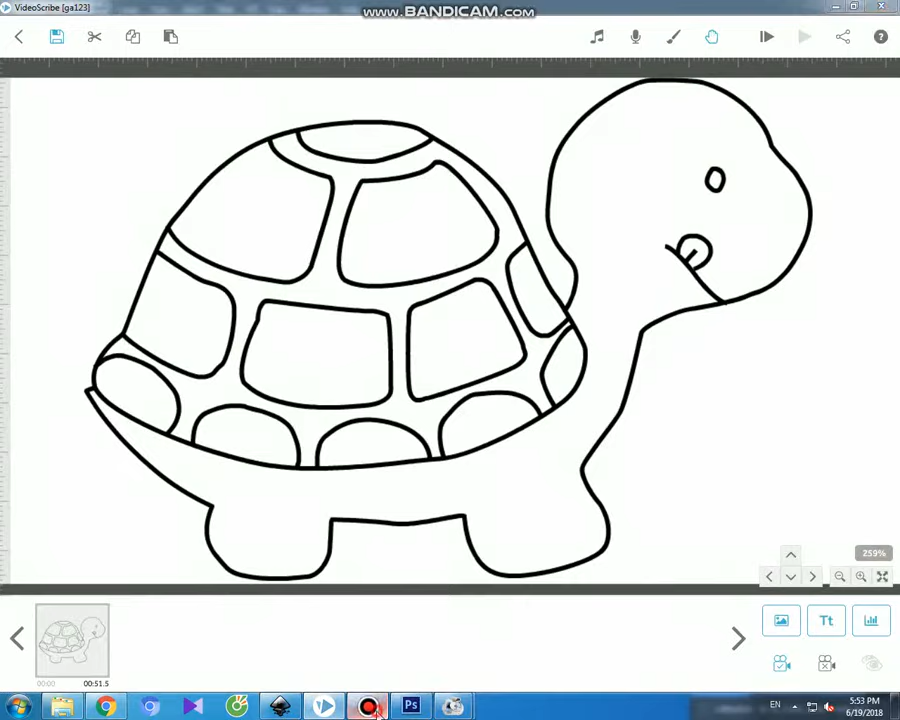 VideoScribe [ga123]
www.BANDICAM.com
?
259%
Tt
00:00 00:51.5
Ps
EN
5:53 PM
6/19/2018